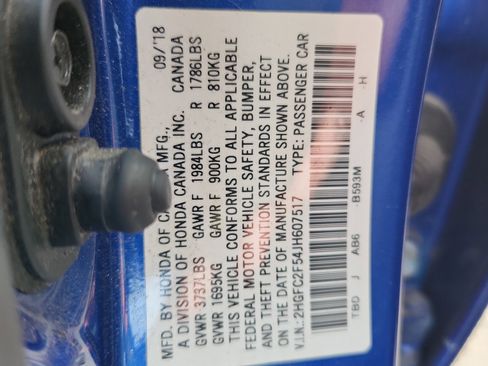 MFD. BY HONDA OF C MFG., 09/'18
A DIVISION OF HONDA CANADA INC. CANADA
GVWR 3737LBS GAWR F 1984LBS R 1786LBS
GVWR 1695KG GAWR F 900KG R 810KG
THIS VEHICLE CONFORMS TO ALL APPLICABLE
FEDERAL MOTOR VEHICLE SAFETY, BUMPER,
AND THEFT PREVENTION STANDARDS IN EFFECT
ON THE DATE OF MANUFACTURE SHOWN ABOVE.
V.I.N.: 2HGFC2F54JH607517 TYPE: PASSENGER CAR
TBD J AB6 B593M A H